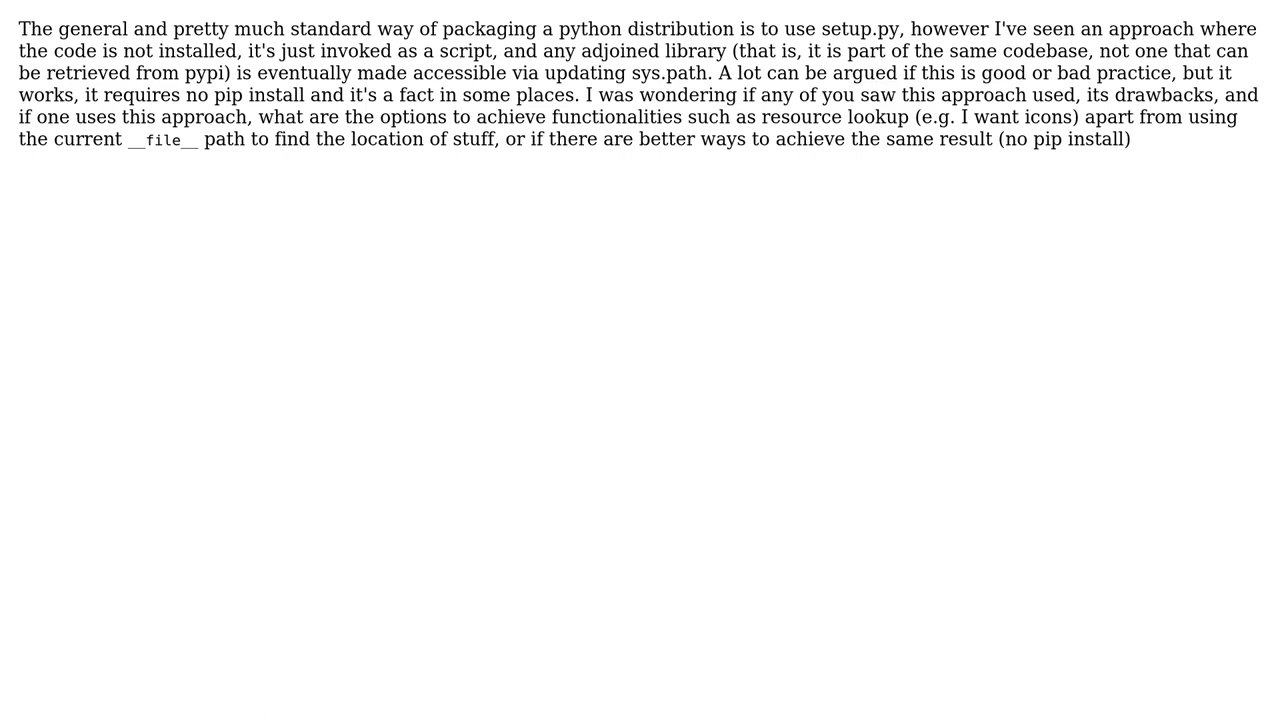 The general and pretty much standard way of packaging a python distribution is to use setup.py, however I've seen an approach where
the code is not installed, it's just invoked as a script, and any adjoined library (that is, it is part of the same codebase, not one that can
be retrieved from pypi) is eventually made accessible via updating sys.path. A lot can be argued if this is good or bad practice, but it
works, it requires no pip install and it's a fact in some places. I was wondering if any of you saw this approach used, its drawbacks, and
if one uses this approach, what are the options to achieve functionalities such as resource lookup (e.g. I want icons) apart from using
the current __file__ path to find the location of stuff, or if there are better ways to achieve the same result (no pip install)